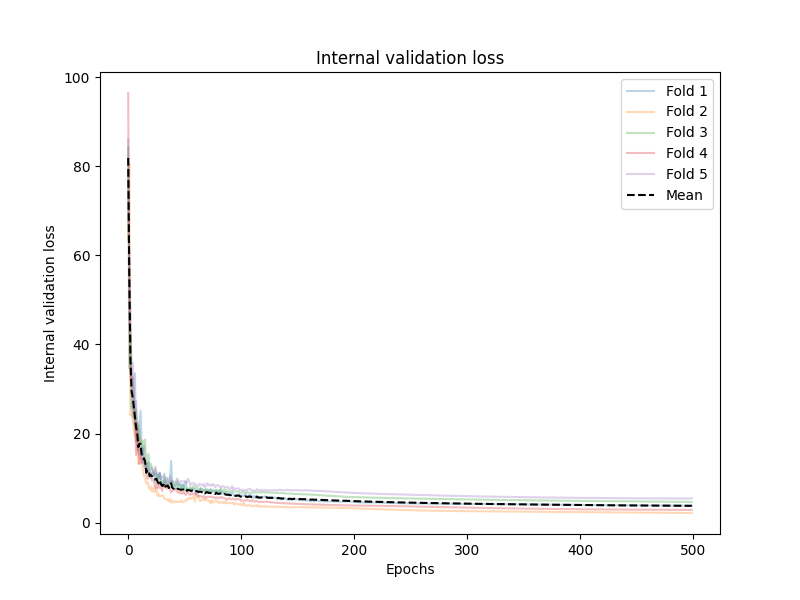 Internal validation loss
100
80
60
40
20
0
Internal validation loss
0
100
200
300
400
500
Epochs
Fold 1
Fold 2
Fold 3
Fold 4
Fold 5
Mean